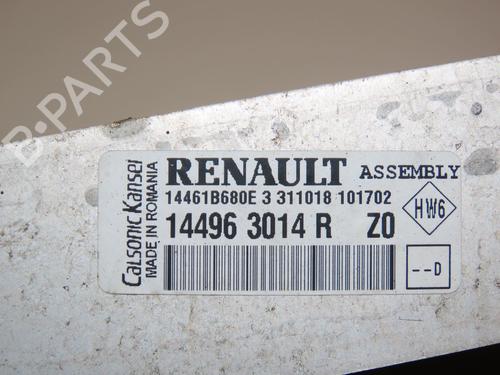 B-PARTS
Calsonic Kansei
MADE IN ROMANIA
RENAULT ASSEMBLY
14461B680E 3 311018 101702
14496 3014 R Z0
HW6
--D